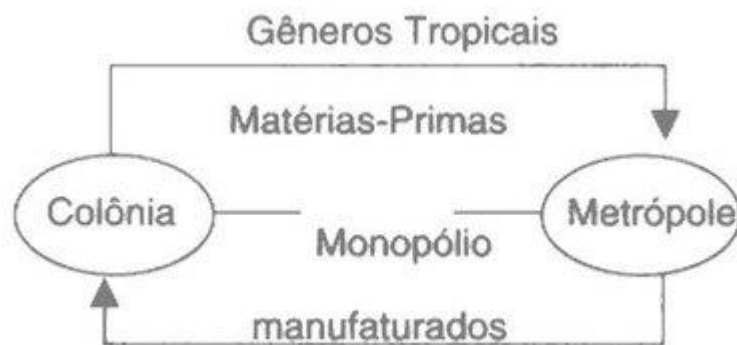 Gêneros Tropicais
Matérias-Primas
Colônia
Metrópole
Monopólio
manufaturados